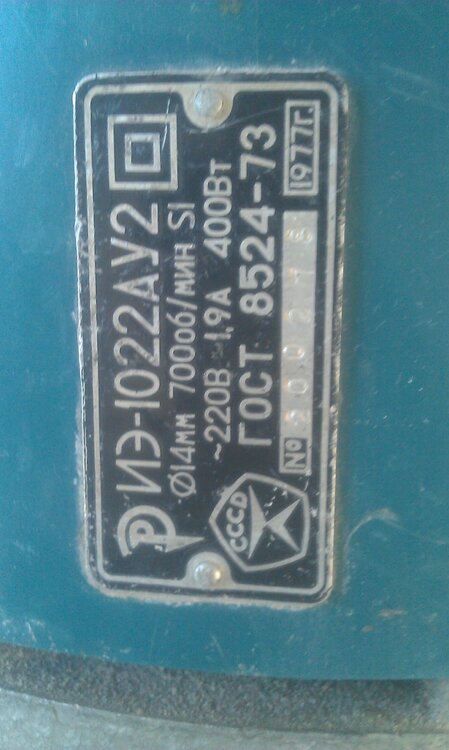 ИЭ-1022АУ2
Ø14мм 700об/мин S1
~220В 1,9А 400Вт
ГОСТ 8524-73
№ 1977г.
СССР